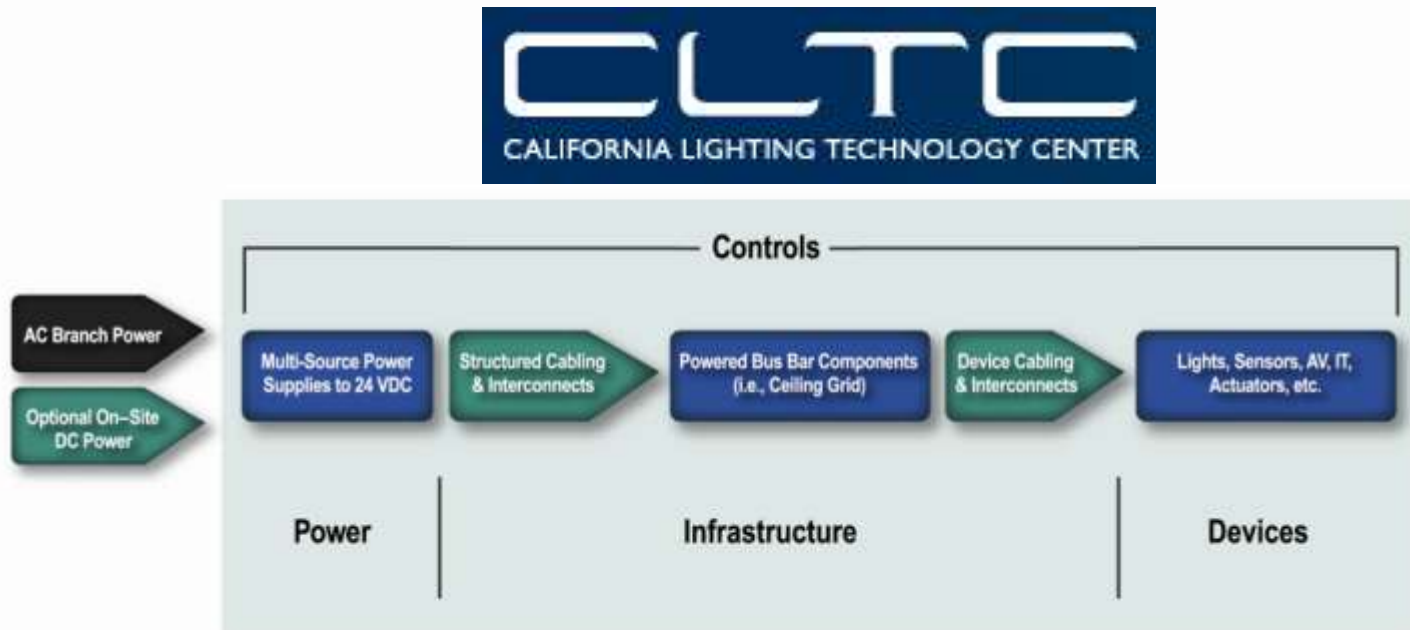 CLTC
CALIFORNIA LIGHTING TECHNOLOGY CENTER
Controls
AC Branch Power
Optional On–Site
DC Power
Multi-Source Power
Supplies to 24 VDC
Structured Cabling
& Interconnects
Powered Bus Bar Components
(i.e., Ceiling Grid)
Device Cabling
& Interconnects
Lights, Sensors, AV, IT,
Actuators, etc.
Power
Infrastructure
Devices